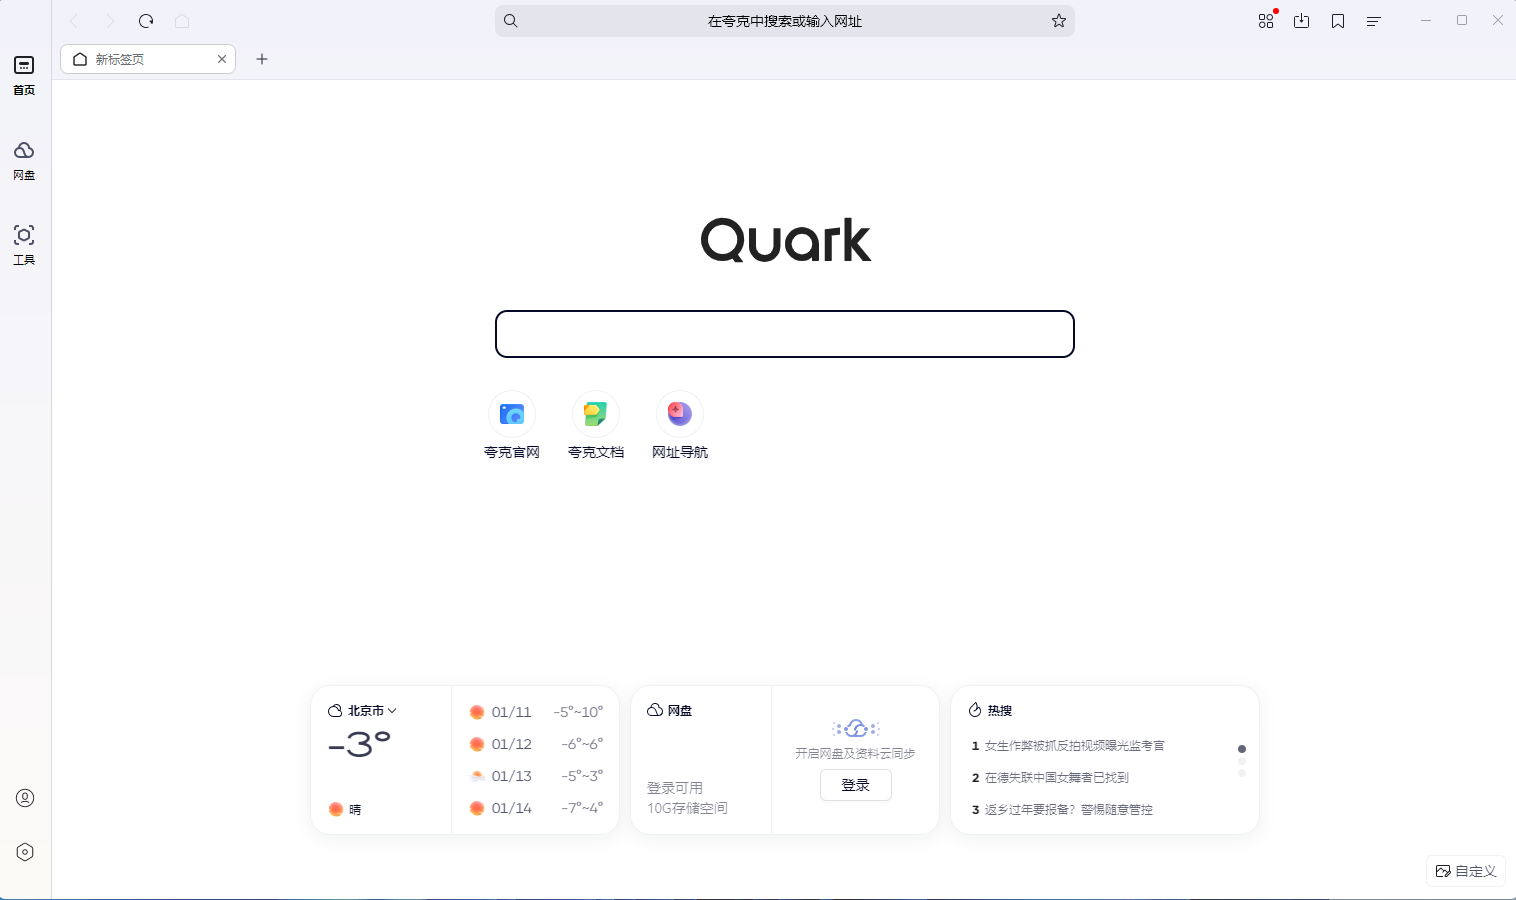 在夸克中搜索或输入网址
新标签页
首页
网盘
工具
Quark
夸克官网
夸克文档
网址导航
北京市
-3°
晴
01/11 -5°~10°
01/12 -6°~6°
01/13 -5°~3°
01/14 -7°~4°
网盘
登录可用
10G存储空间
开启网盘及资料云同步
登录
热搜
1 女生作弊被抓反拍视频曝光监考官
2 在德失联中国女舞者已找到
3 返乡过年要报备？警惕随意管控
自定义